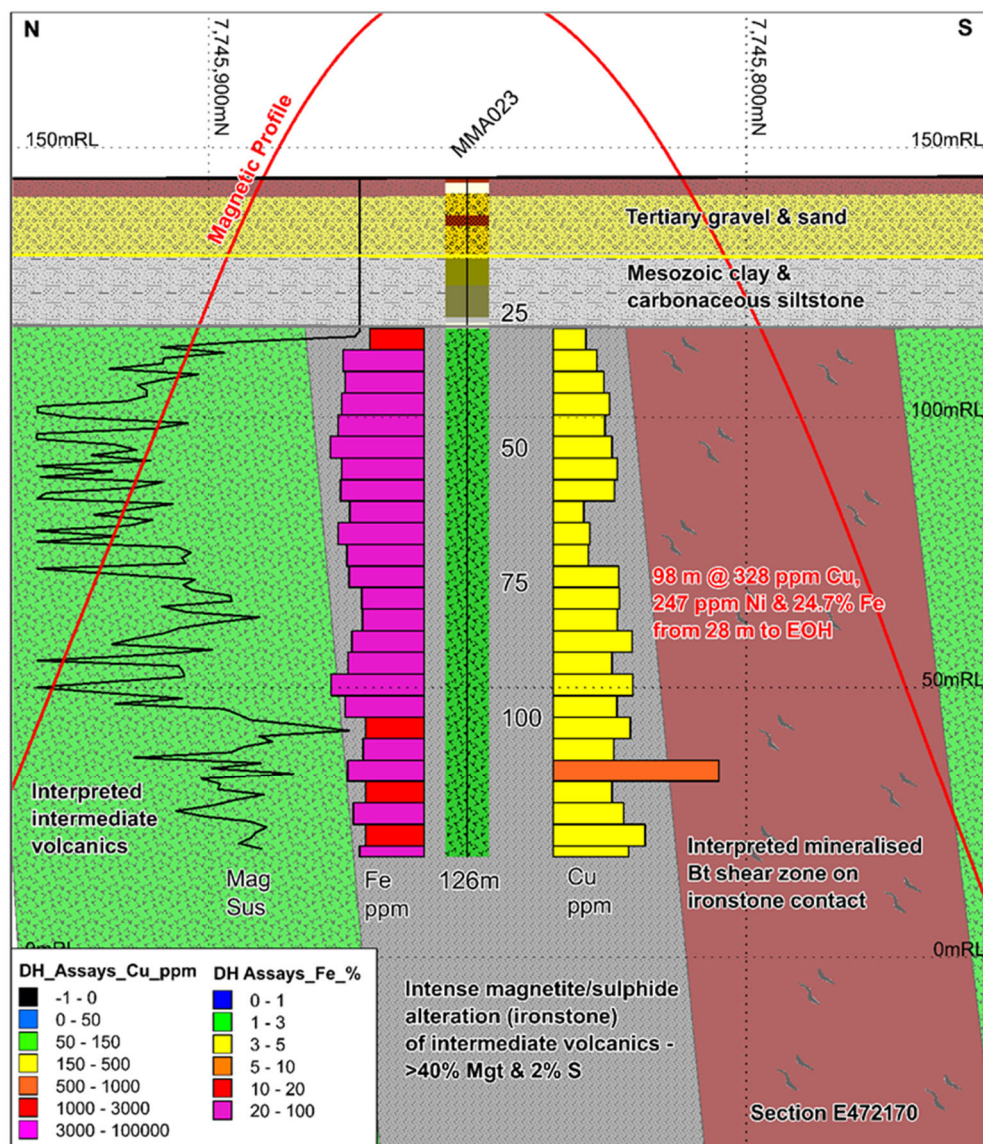 N
S
7,745,900mN
7,745,800mN
150mRL
150mRL
MMA023
Magnetic Profile
Tertiary gravel & sand
Mesozoic clay &
carbonaceous siltstone
25
100mRL
50
75
98 m @ 328 ppm Cu,
247 ppm Ni & 24.7% Fe
from 28 m to EOH
50mRL
100
Interpreted
intermediate
volcanics
Interpreted mineralised
Bt shear zone on
ironstone contact
Mag
Sus
Fe
ppm
126m
Cu
ppm
0mRL
0mRL
DH_Assays_Cu_ppm
-1 - 0
0 - 50
50 - 150
150 - 500
500 - 1000
1000 - 3000
3000 - 100000
DH Assays_Fe_%
0 - 1
1 - 3
3 - 5
5 - 10
10 - 20
20 - 100
Intense magnetite/sulphide
alteration (ironstone)
of intermediate volcanics -
>40% Mgt & 2% S
Section E472170